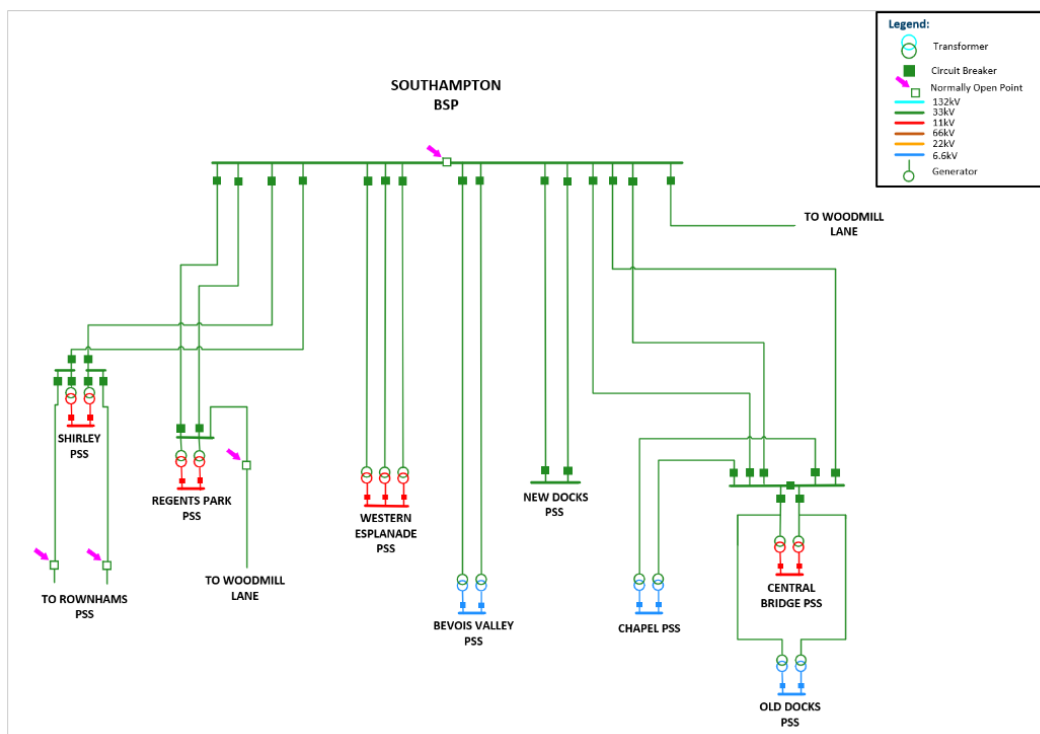 Legend:
Transformer
Circuit Breaker
Normally Open Point
132kV
33kV
11kV
66kV
22kV
6.6kV
Generator
SOUTHAMPTON
BSP
TO WOODMILL
LANE
SHIRLEY
PSS
REGENTS PARK
PSS
WESTERN
ESPLANADE
PSS
NEW DOCKS
PSS
TO ROWNHAMS
PSS
TO WOODMILL
LANE
BEVOIS VALLEY
PSS
CHAPEL PSS
CENTRAL
BRIDGE PSS
OLD DOCKS
PSS